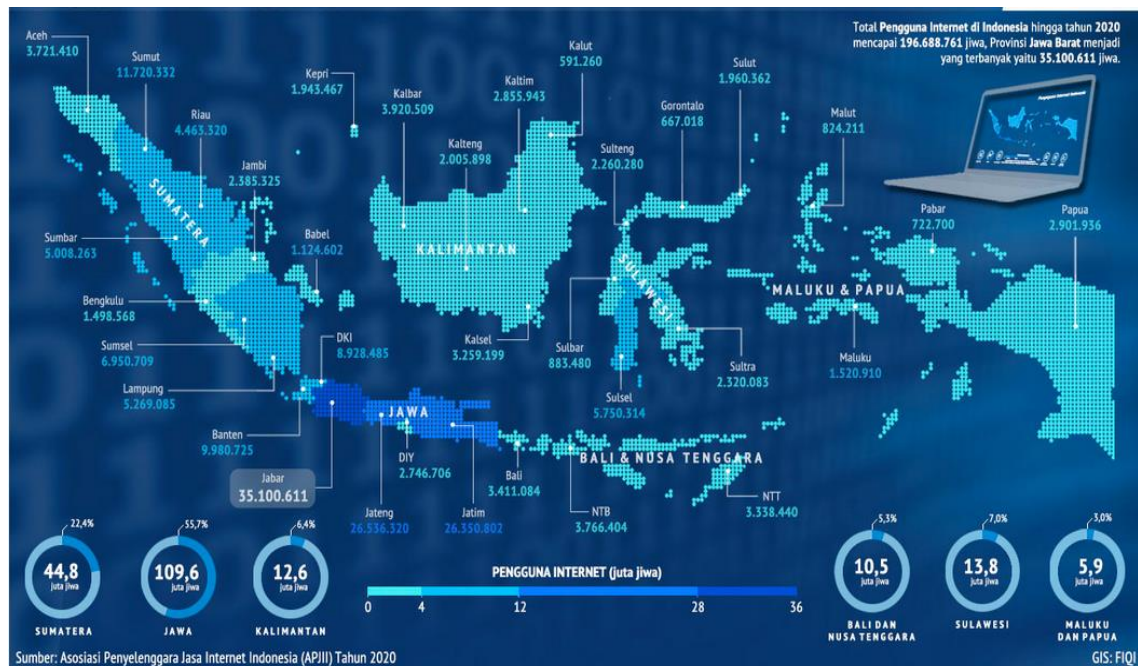 Total Pengguna Internet di Indonesia hingga tahun 2020
mencapai 196.688.761 jiwa, Provinsi Jawa Barat menjadi
yang terbanyak yaitu 35.100.611 jiwa.
Aceh
3.721.410
Sumut
11.720.332
Riau
4.463.320
Jambi
2.385.325
Kepri
1.943.467
Sumbar
5.008.263
Babel
1.124.602
Bengkulu
1.498.568
Sumsel
6.950.709
Lampung
5.269.085
SUMATERA
Kalbar
3.920.509
Kalteng
2.005.898
Kaltim
2.855.943
Kalut
591.260
Kalsel
3.259.199
KALIMANTAN
Sulteng
2.260.280
Gorontalo
667.018
Sulut
1.960.362
Sulbar
883.480
Sulsel
5.750.314
Sultra
2.320.083
SULAWESI
Malut
824.211
Pabar
722.700
Papua
2.901.936
Maluku
1.520.910
MALUKU & PAPUA
DKI
8.928.485
Banten
9.980.725
Jabar
35.100.611
DIY
2.746.706
Jateng
26.536.320
Jatim
26.350.802
JAWA
Bali
3.411.084
NTB
3.766.404
NTT
3.338.440
BALI & NUSA TENGGARA
22,4%
44,8
juta jiwa
SUMATERA
55,7%
109,6
juta jiwa
JAWA
6,4%
12,6
juta jiwa
KALIMANTAN
PENGGUNA INTERNET (juta jiwa)
0 4 12 28 36
5,3%
10,5
juta jiwa
BALI DAN
NUSA TENGGARA
7,0%
13,8
juta jiwa
SULAWESI
3,0%
5,9
juta jiwa
MALUKU
DAN PAPUA
Sumber: Asosiasi Penyelenggara Jasa Internet Indonesia (APJII) Tahun 2020
GIS: FIQI